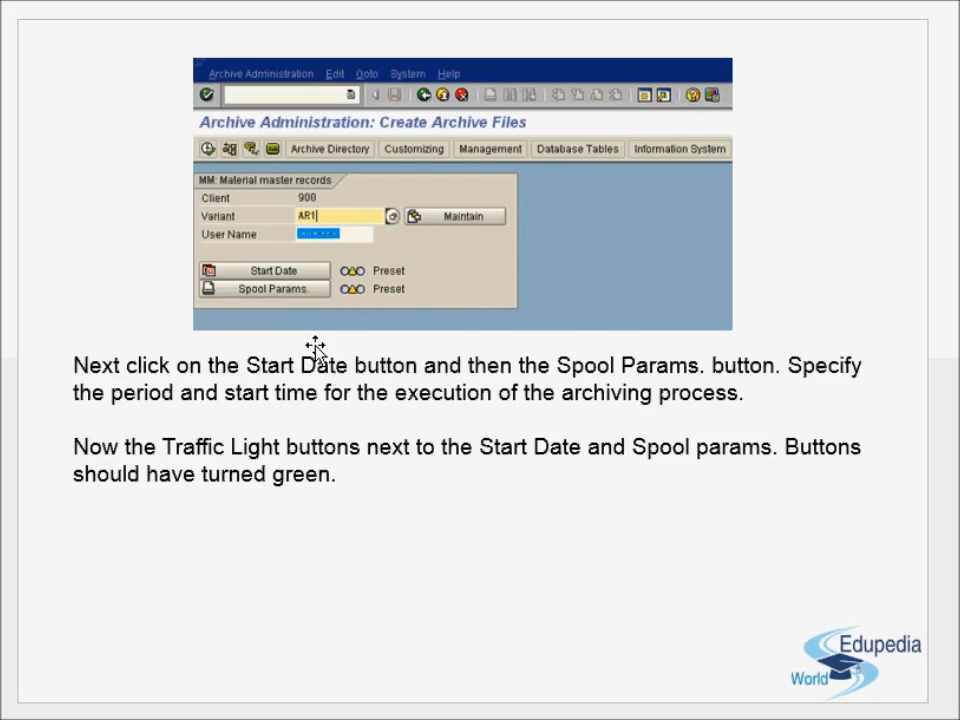 Archive Administration Edit Goto System Help
Archive Administration: Create Archive Files
Archive Directory Customizing Management Database Tables Information System
MM: Material master records
Client 900
Variant AR1 Maintain
User Name
Start Date Preset
Spool Params. Preset
Next click on the Start Date button and then the Spool Params. button. Specify
the period and start time for the execution of the archiving process.
Now the Traffic Light buttons next to the Start Date and Spool params. Buttons
should have turned green.
Edupedia
World